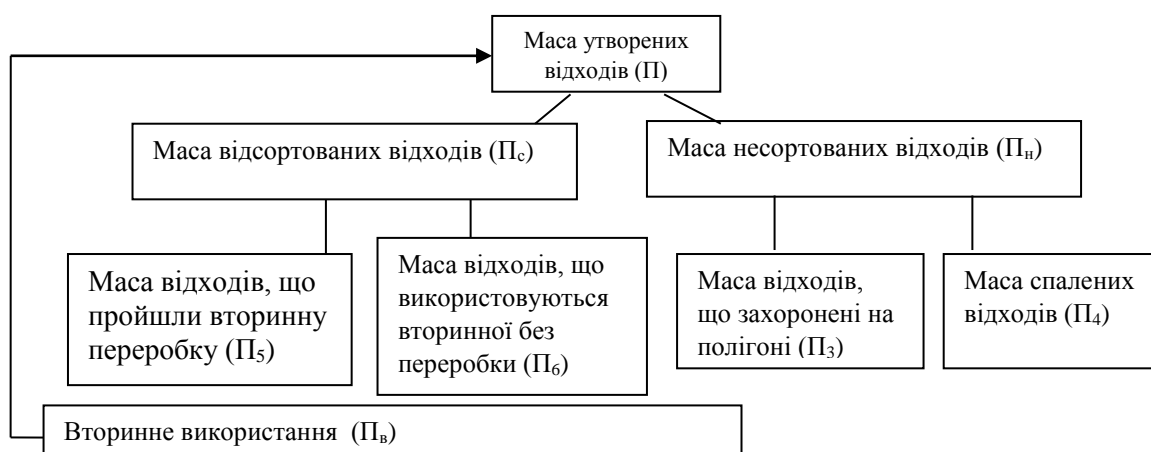 Маса утворених
відходів (П)
Маса відсортованих відходів (Пс)
Маса несортованих відходів (Пн)
Маса відходів, що
пройшли вторинну
переробку (П5)
Маса відходів, що
використовуються
вторинної без
переробки (П6)
Маса відходів,
що захоронені на
полігоні (П3)
Маса спалених
відходів (П4)
Вторинне використання (Пв)